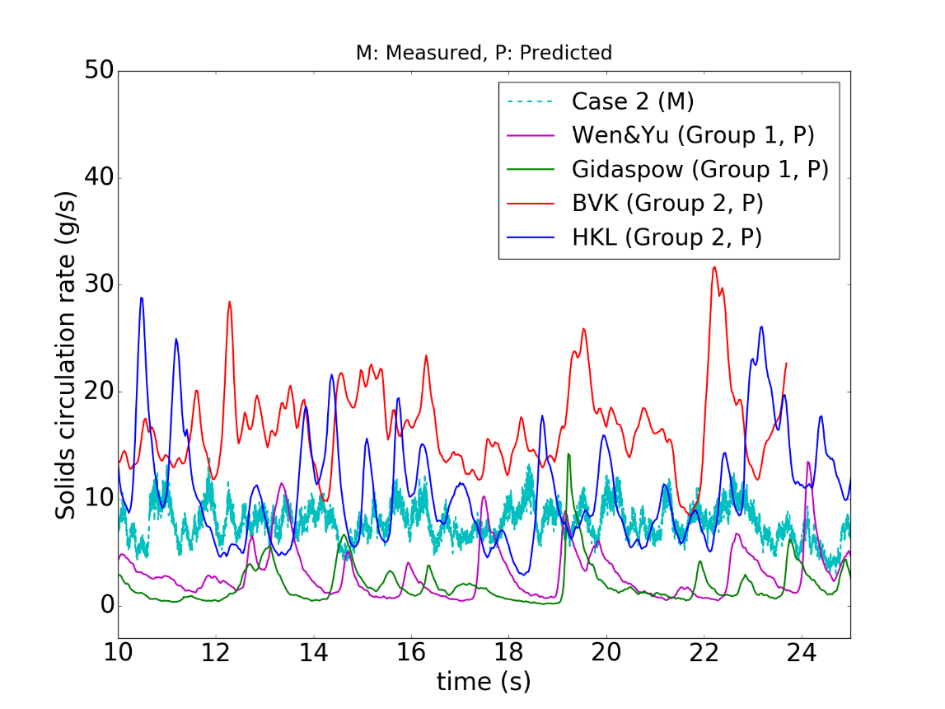 M: Measured, P: Predicted
50
40
30
20
10
0
Solids circulation rate (g/s)
Case 2 (M)
Wen&Yu (Group 1, P)
Gidaspow (Group 1, P)
BVK (Group 2, P)
HKL (Group 2, P)
10 12 14 16 18 20 22 24
time (s)